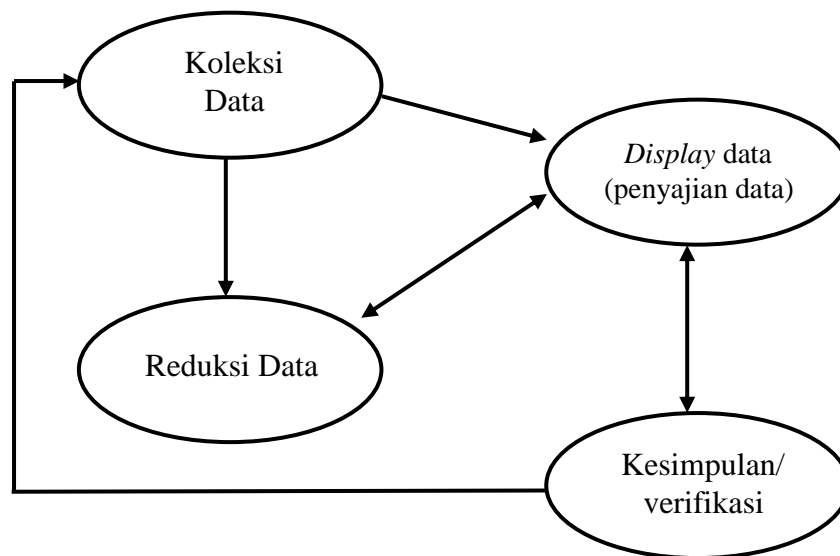 Koleksi
Data
Display data
(penyajian data)
Reduksi Data
Kesimpulan/
verifikasi